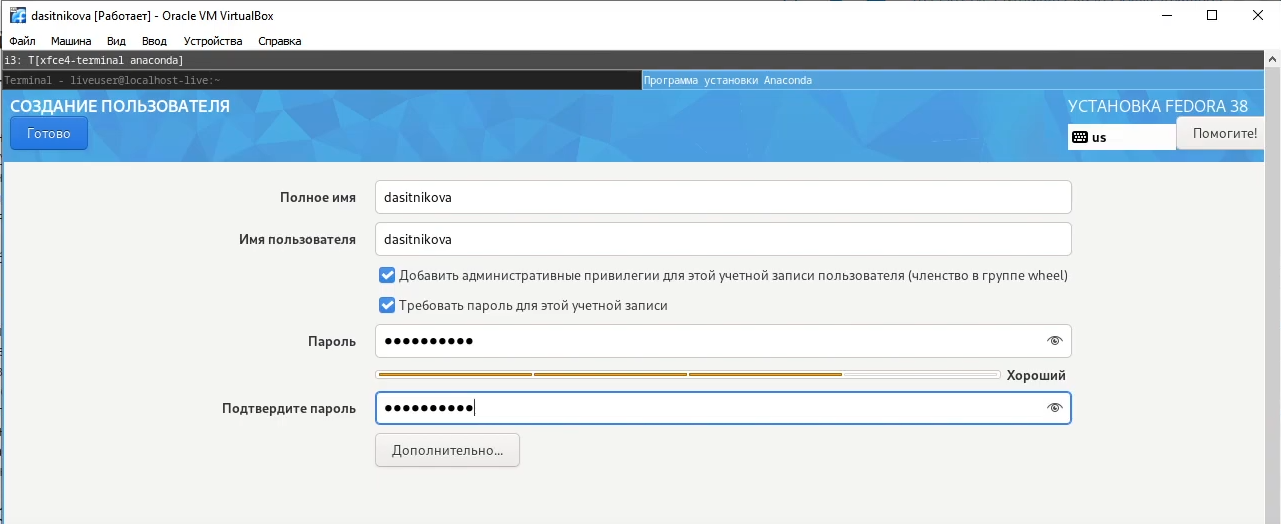 dasitnikova [Работает] - Oracle VM VirtualBox
Файл Машина Вид Ввод Устройства Справка
i3: T[xfce4-terminal anaconda]
Terminal - liveuser@localhost-live:~ Программа установки Anaconda
СОЗДАНИЕ ПОЛЬЗОВАТЕЛЯ УСТАНОВКА FEDORA 38
Готово us Помогите!
Полное имя dasitnikova
Имя пользователя dasitnikova
Добавить административные привилегии для этой учетной записи пользователя (членство в группе wheel)
Требовать пароль для этой учетной записи
Пароль ●●●●●●●●●●
Хороший
Подтвердите пароль ●●●●●●●●●●
Дополнительно...